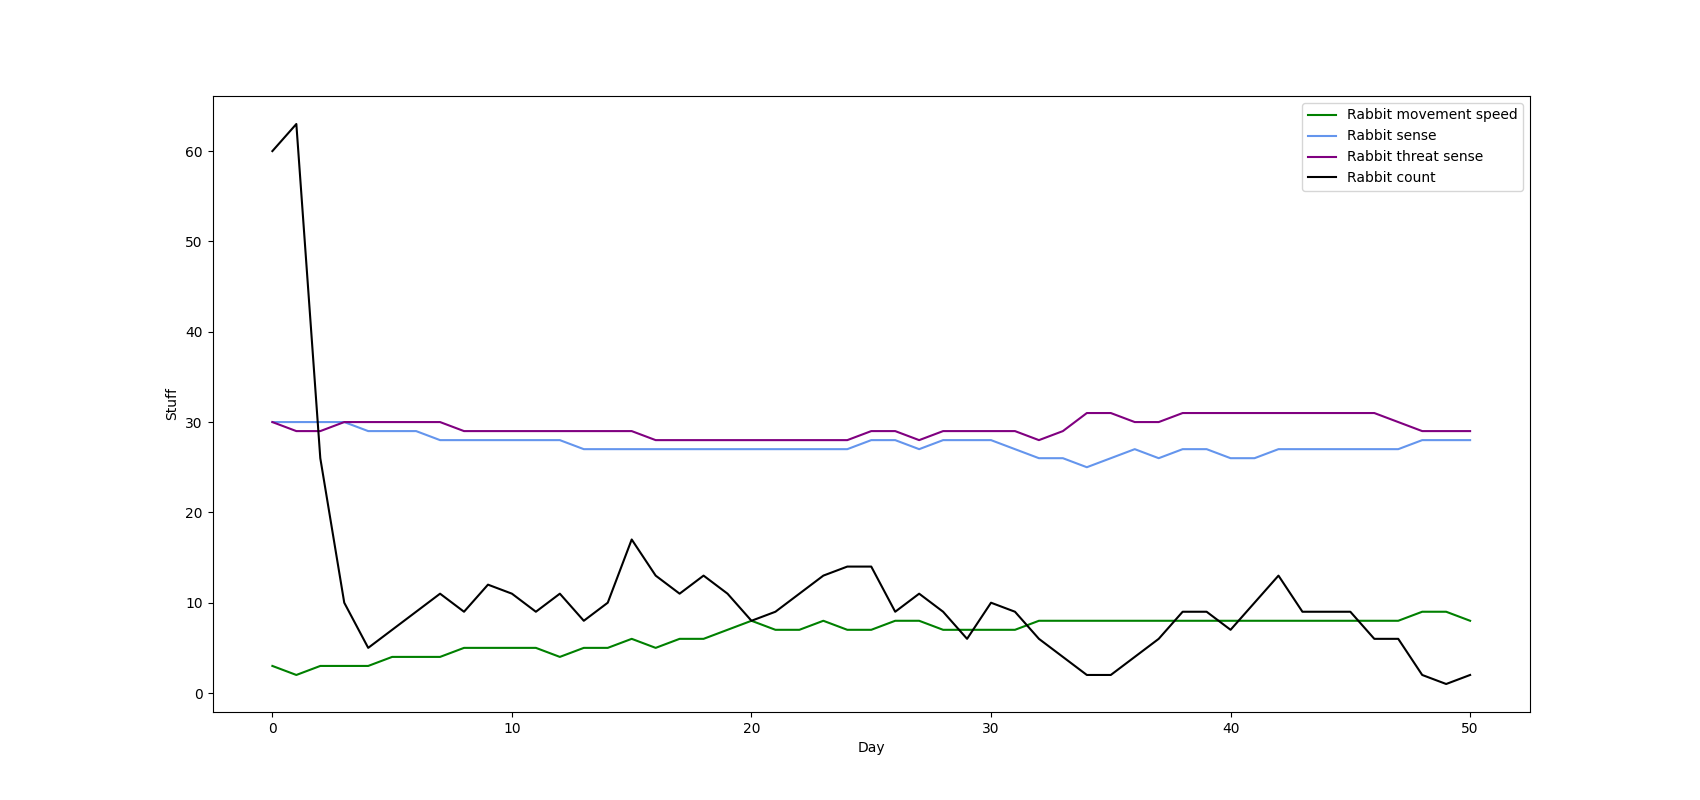 Rabbit movement speed
Rabbit sense
Rabbit threat sense
Rabbit count
60
50
40
30
20
10
0
Stuff
0 10 20 30 40 50
Day